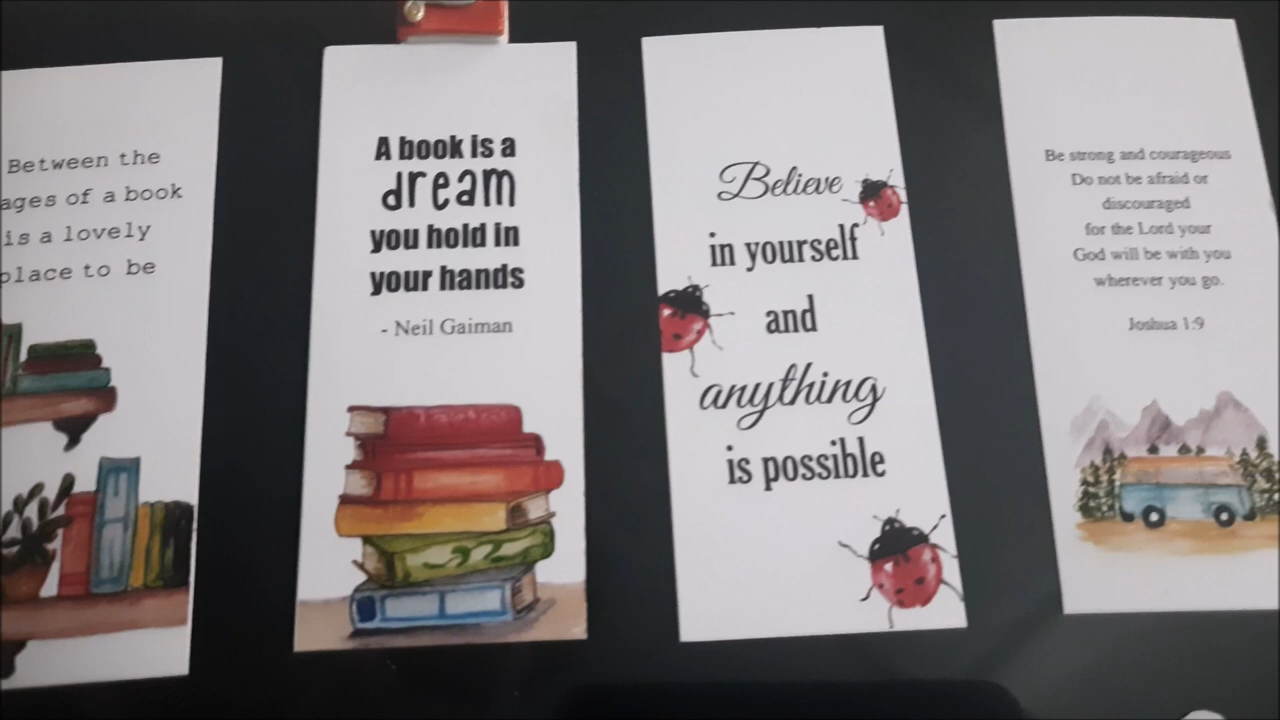 Between the
ages of a book
is a lovely
place to be
A book is a
dream
you hold in
your hands
- Neil Gaiman
Believe
in yourself
and
anything
is possible
Be strong and courageous
Do not be afraid or
discouraged
for the Lord your
God will be with you
wherever you go.
Joshua 1:9